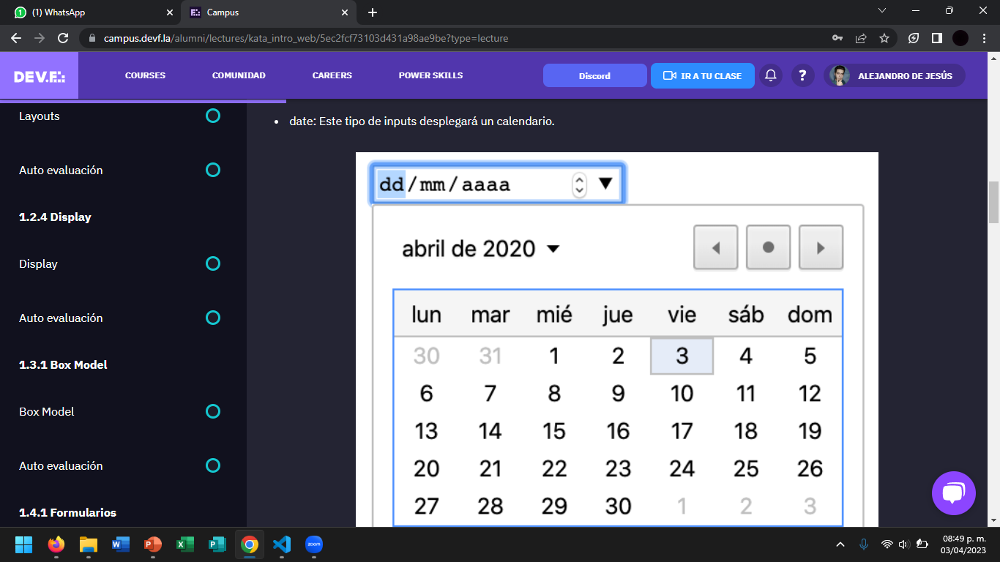 (1) WhatsApp
Campus
campus.devf.la/alumni/lectures/kata_intro_web/5ec2fcf73103d431a98ae9be?type=lecture
DEV.F.:
COURSES COMUNIDAD CAREERS POWER SKILLS Discord IR A TU CLASE ? ALEJANDRO DE JESÚS
Layouts
Auto evaluación
1.2.4 Display
Display
Auto evaluación
1.3.1 Box Model
Box Model
Auto evaluación
1.4.1 Formularios
• date: Este tipo de inputs desplegará un calendario.
dd/mm/aaaa
abril de 2020
lun mar mié jue vie sáb dom
30 31 1 2 3 4 5
6 7 8 9 10 11 12
13 14 15 16 17 18 19
20 21 22 23 24 25 26
27 28 29 30 1 2 3
zoom
08:49 p. m.
03/04/2023